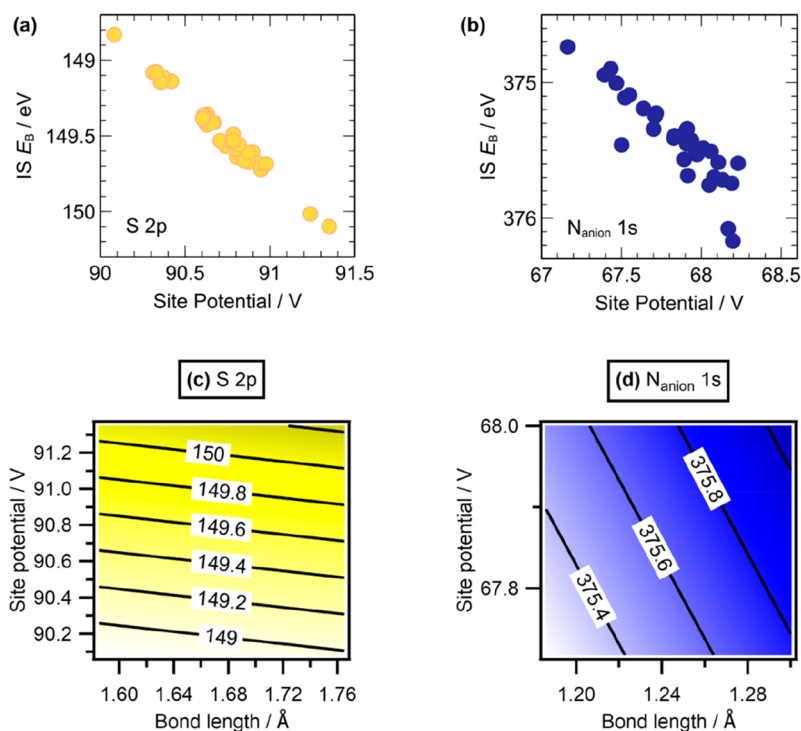 (a)
149
149.5
150
IS E_B / eV
S 2p
90
90.5
91
91.5
Site Potential / V
(b)
375
376
IS E_B / eV
N_anion 1s
67
67.5
68
68.5
Site Potential / V
(c) S 2p
91.2
91.0
90.8
90.6
90.4
90.2
Site potential / V
150
149.8
149.6
149.4
149.2
149
1.60
1.64
1.68
1.72
1.76
Bond length / Å
(d) N_anion 1s
68.0
67.8
Site potential / V
375.8
375.6
375.4
1.20
1.24
1.28
Bond length / Å